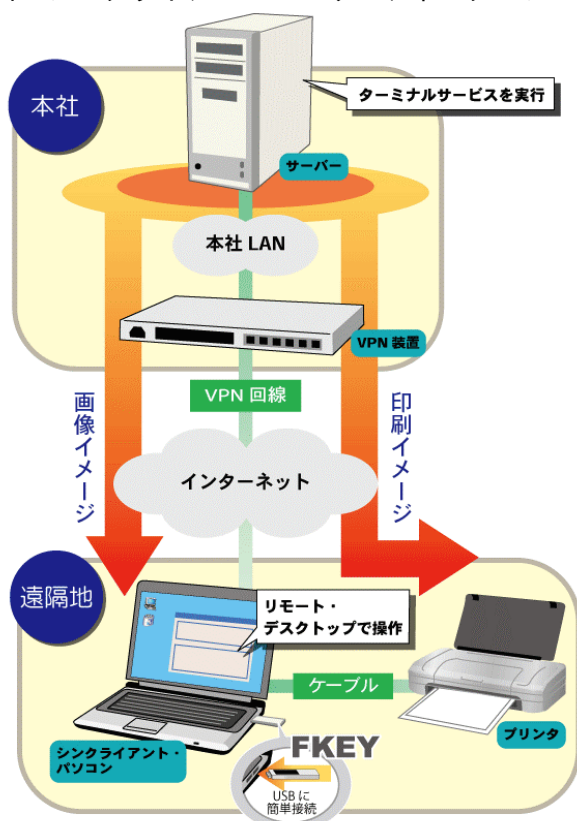 本社
ターミナルサービスを実行
サーバー
本社 LAN
VPN 装置
VPN 回線
画像イメージ
印刷イメージ
インターネット
遠隔地
リモート・
デスクトップで操作
ケーブル
プリンタ
シンクライアント・
パソコン
FKEY
USB に
簡単接続